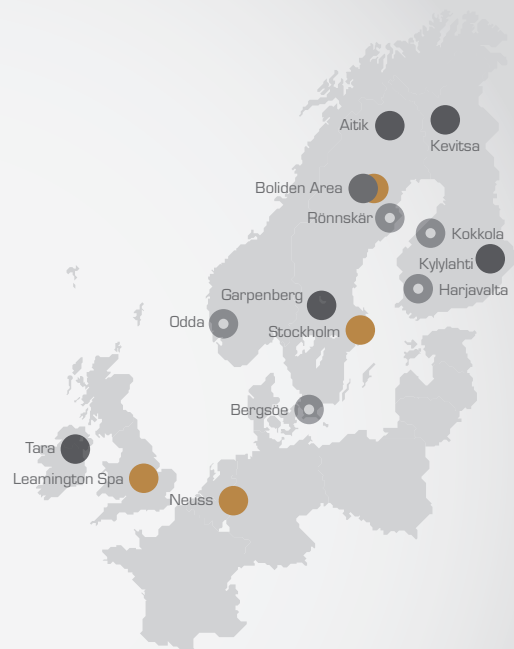 Aitik
Kevitsa
Boliden Area
Rönnskär
Kokkola
Kylylahti
Garpenberg
Harjavalta
Odda
Stockholm
Bergsöe
Tara
Leamington Spa
Neuss